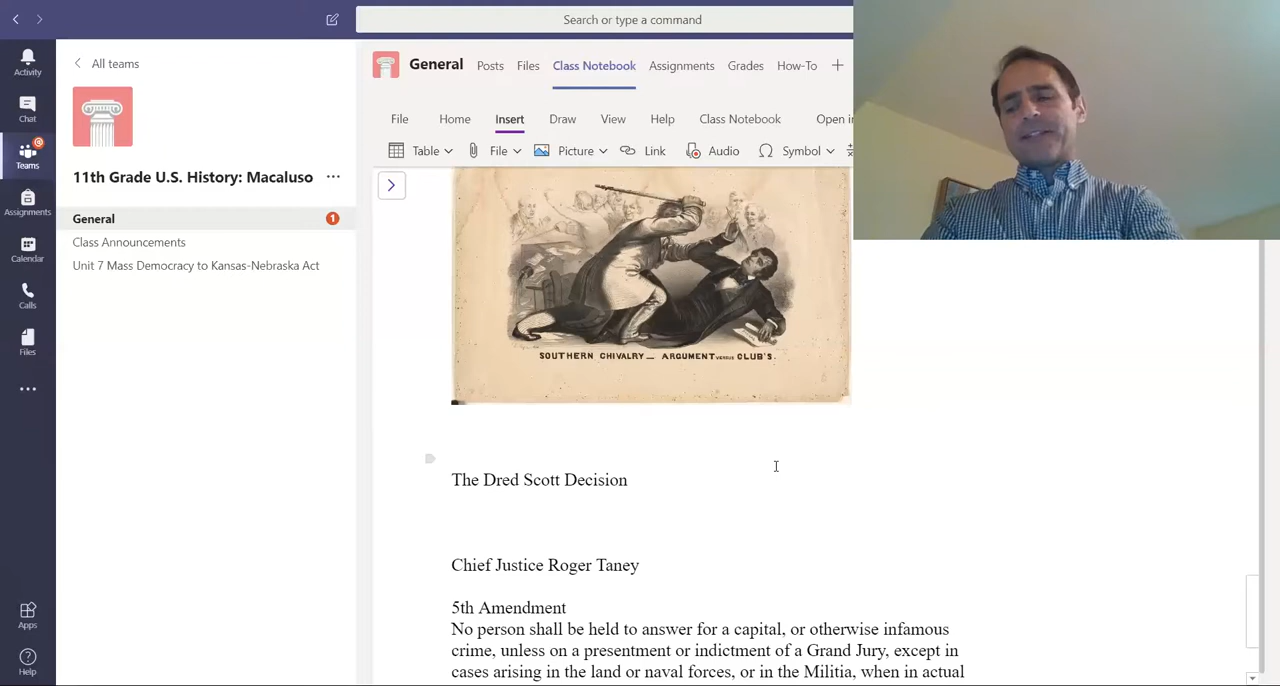 Search or type a command
Activity
Chat
Teams
Assignments
Calendar
Calls
Files
Apps
Help
All teams
11th Grade U.S. History: Macaluso
General
1
Class Announcements
Unit 7 Mass Democracy to Kansas-Nebraska Act
General Posts Files Class Notebook Assignments Grades How-To
File Home Insert Draw View Help Class Notebook Open in
Table File Picture Link Audio Symbol
SOUTHERN CHIVALRY — ARGUMENT VERSUS CLUB'S.
The Dred Scott Decision
Chief Justice Roger Taney
5th Amendment
No person shall be held to answer for a capital, or otherwise infamous
crime, unless on a presentment or indictment of a Grand Jury, except in
cases arising in the land or naval forces, or in the Militia, when in actual